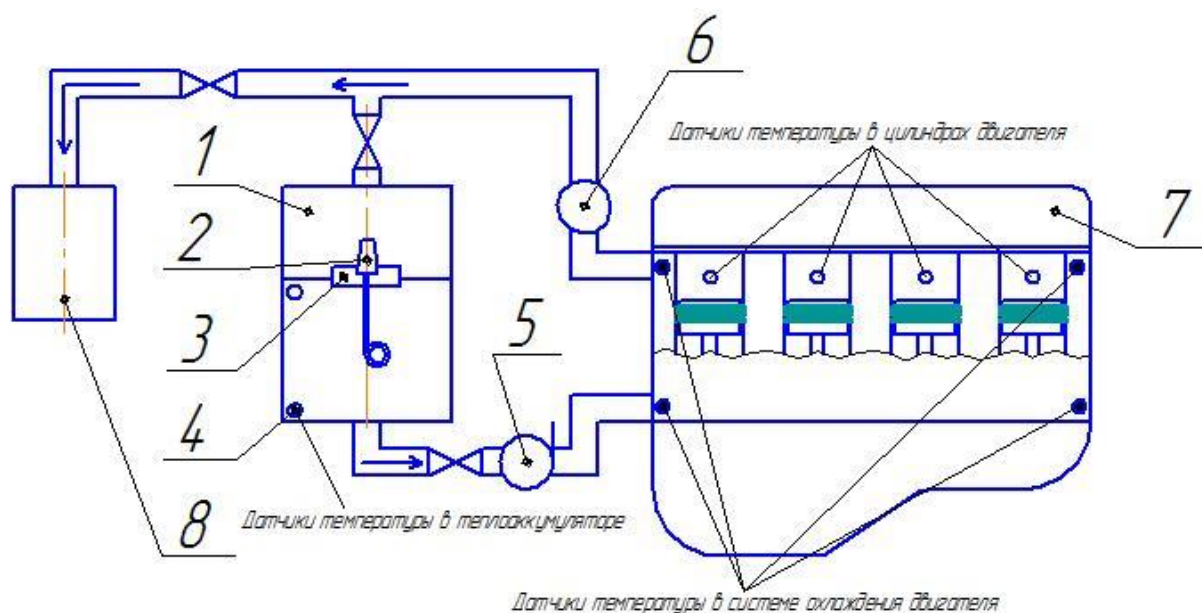 6
Датчики температуры в цилиндрах двигателя
1
7
2
3
5
4
8
Датчики температуры в теплоаккумуляторе
Датчики температуры в системе охлаждения двигателя